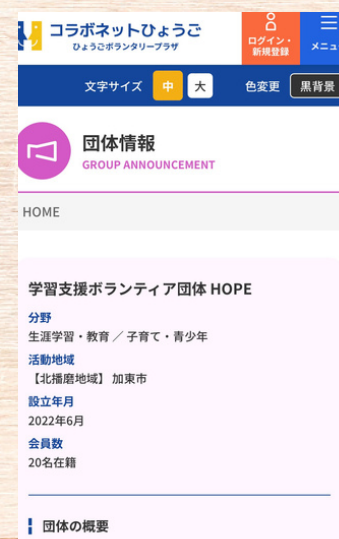 コラボネットひょうご
ひょうごボランタリープラザ
ログイン・
新規登録
メニュ
文字サイズ 中 大 色変更 黒背景
団体情報
GROUP ANNOUNCEMENT
HOME
学習支援ボランティア団体 HOPE
分野
生涯学習・教育 ／ 子育て・青少年
活動地域
【北播磨地域】 加東市
設立年月
2022年6月
会員数
20名在籍
団体の概要